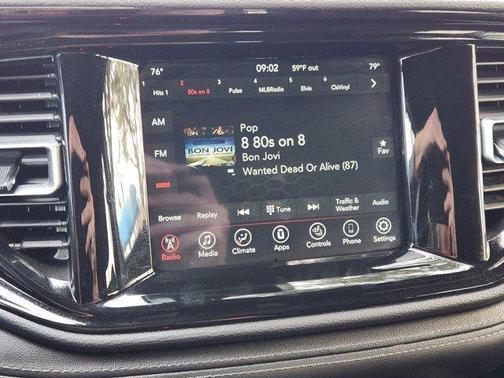 76° 09:02 59°F out 79°
1 Hits 1 2 80s on 8 3 Pulse 4 MLBRadio 5 Elvis 6 ClsVinyl
AM
FM
SXM
Pop
8 80s on 8
Bon Jovi
Wanted Dead Or Alive (87)
BON JOVI
Fav
Browse Replay Tune Traffic & Weather Audio
Radio Media Climate Apps Controls Phone Settings